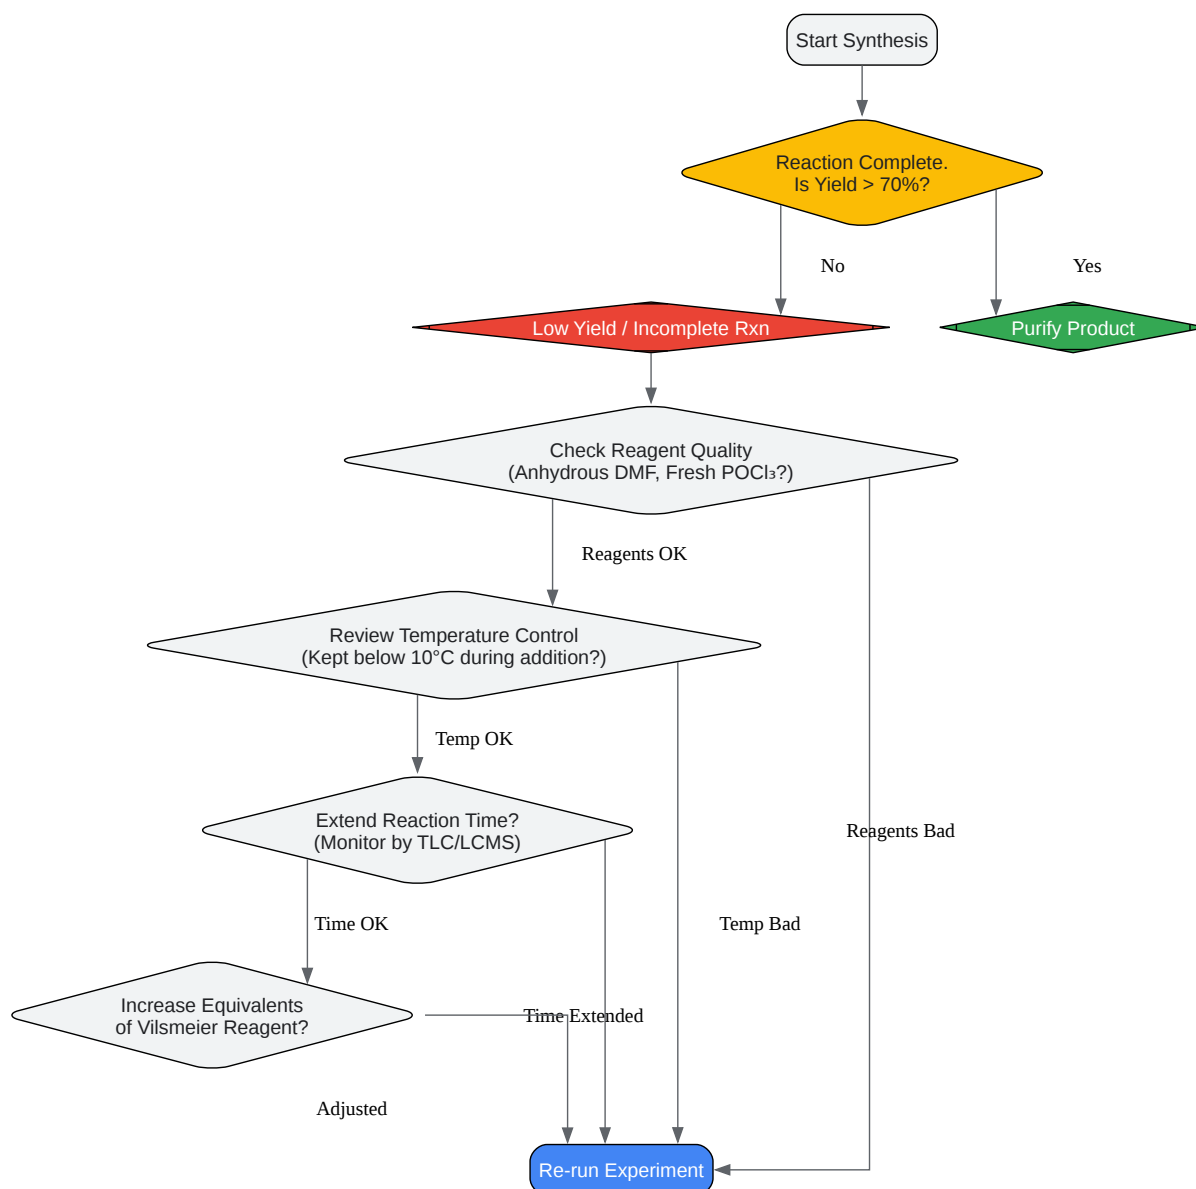 Start Synthesis
Reaction Complete.
Is Yield > 70%?
No
Yes
Low Yield / Incomplete Rxn
Purify Product
Check Reagent Quality
(Anhydrous DMF, Fresh POCl₃?)
Reagents OK
Review Temperature Control
(Kept below 10°C during addition?)
Temp OK
Extend Reaction Time?
(Monitor by TLC/LCMS)
Reagents Bad
Time OK
Temp Bad
Increase Equivalents
of Vilsmeier Reagent?
Time Extended
Adjusted
Re-run Experiment